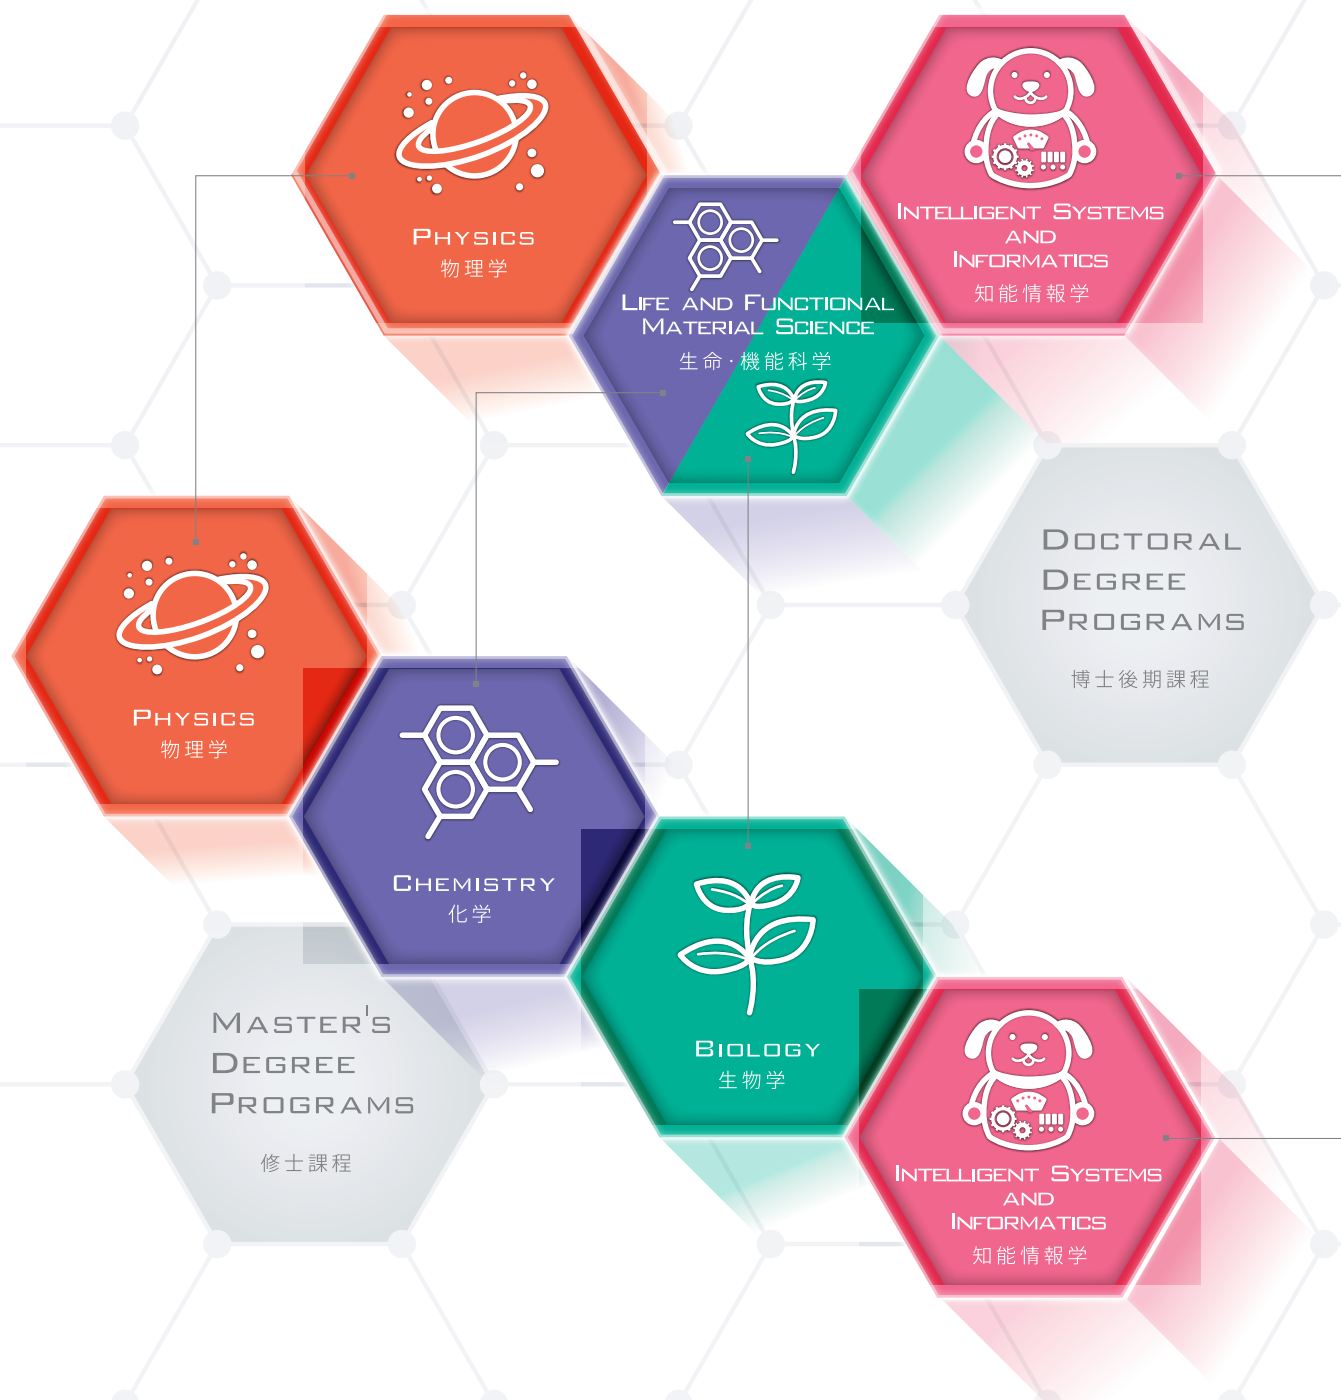 PHYSICS
物理学
INTELLIGENT SYSTEMS
AND
INFORMATICS
知能情報学
LIFE AND FUNCTIONAL
MATERIAL SCIENCE
生命・機能科学
DOCTORAL
DEGREE
PROGRAMS
博士後期課程
PHYSICS
物理学
CHEMISTRY
化学
BIOLOGY
生物学
MASTER'S
DEGREE
PROGRAMS
修士課程
INTELLIGENT SYSTEMS
AND
INFORMATICS
知能情報学